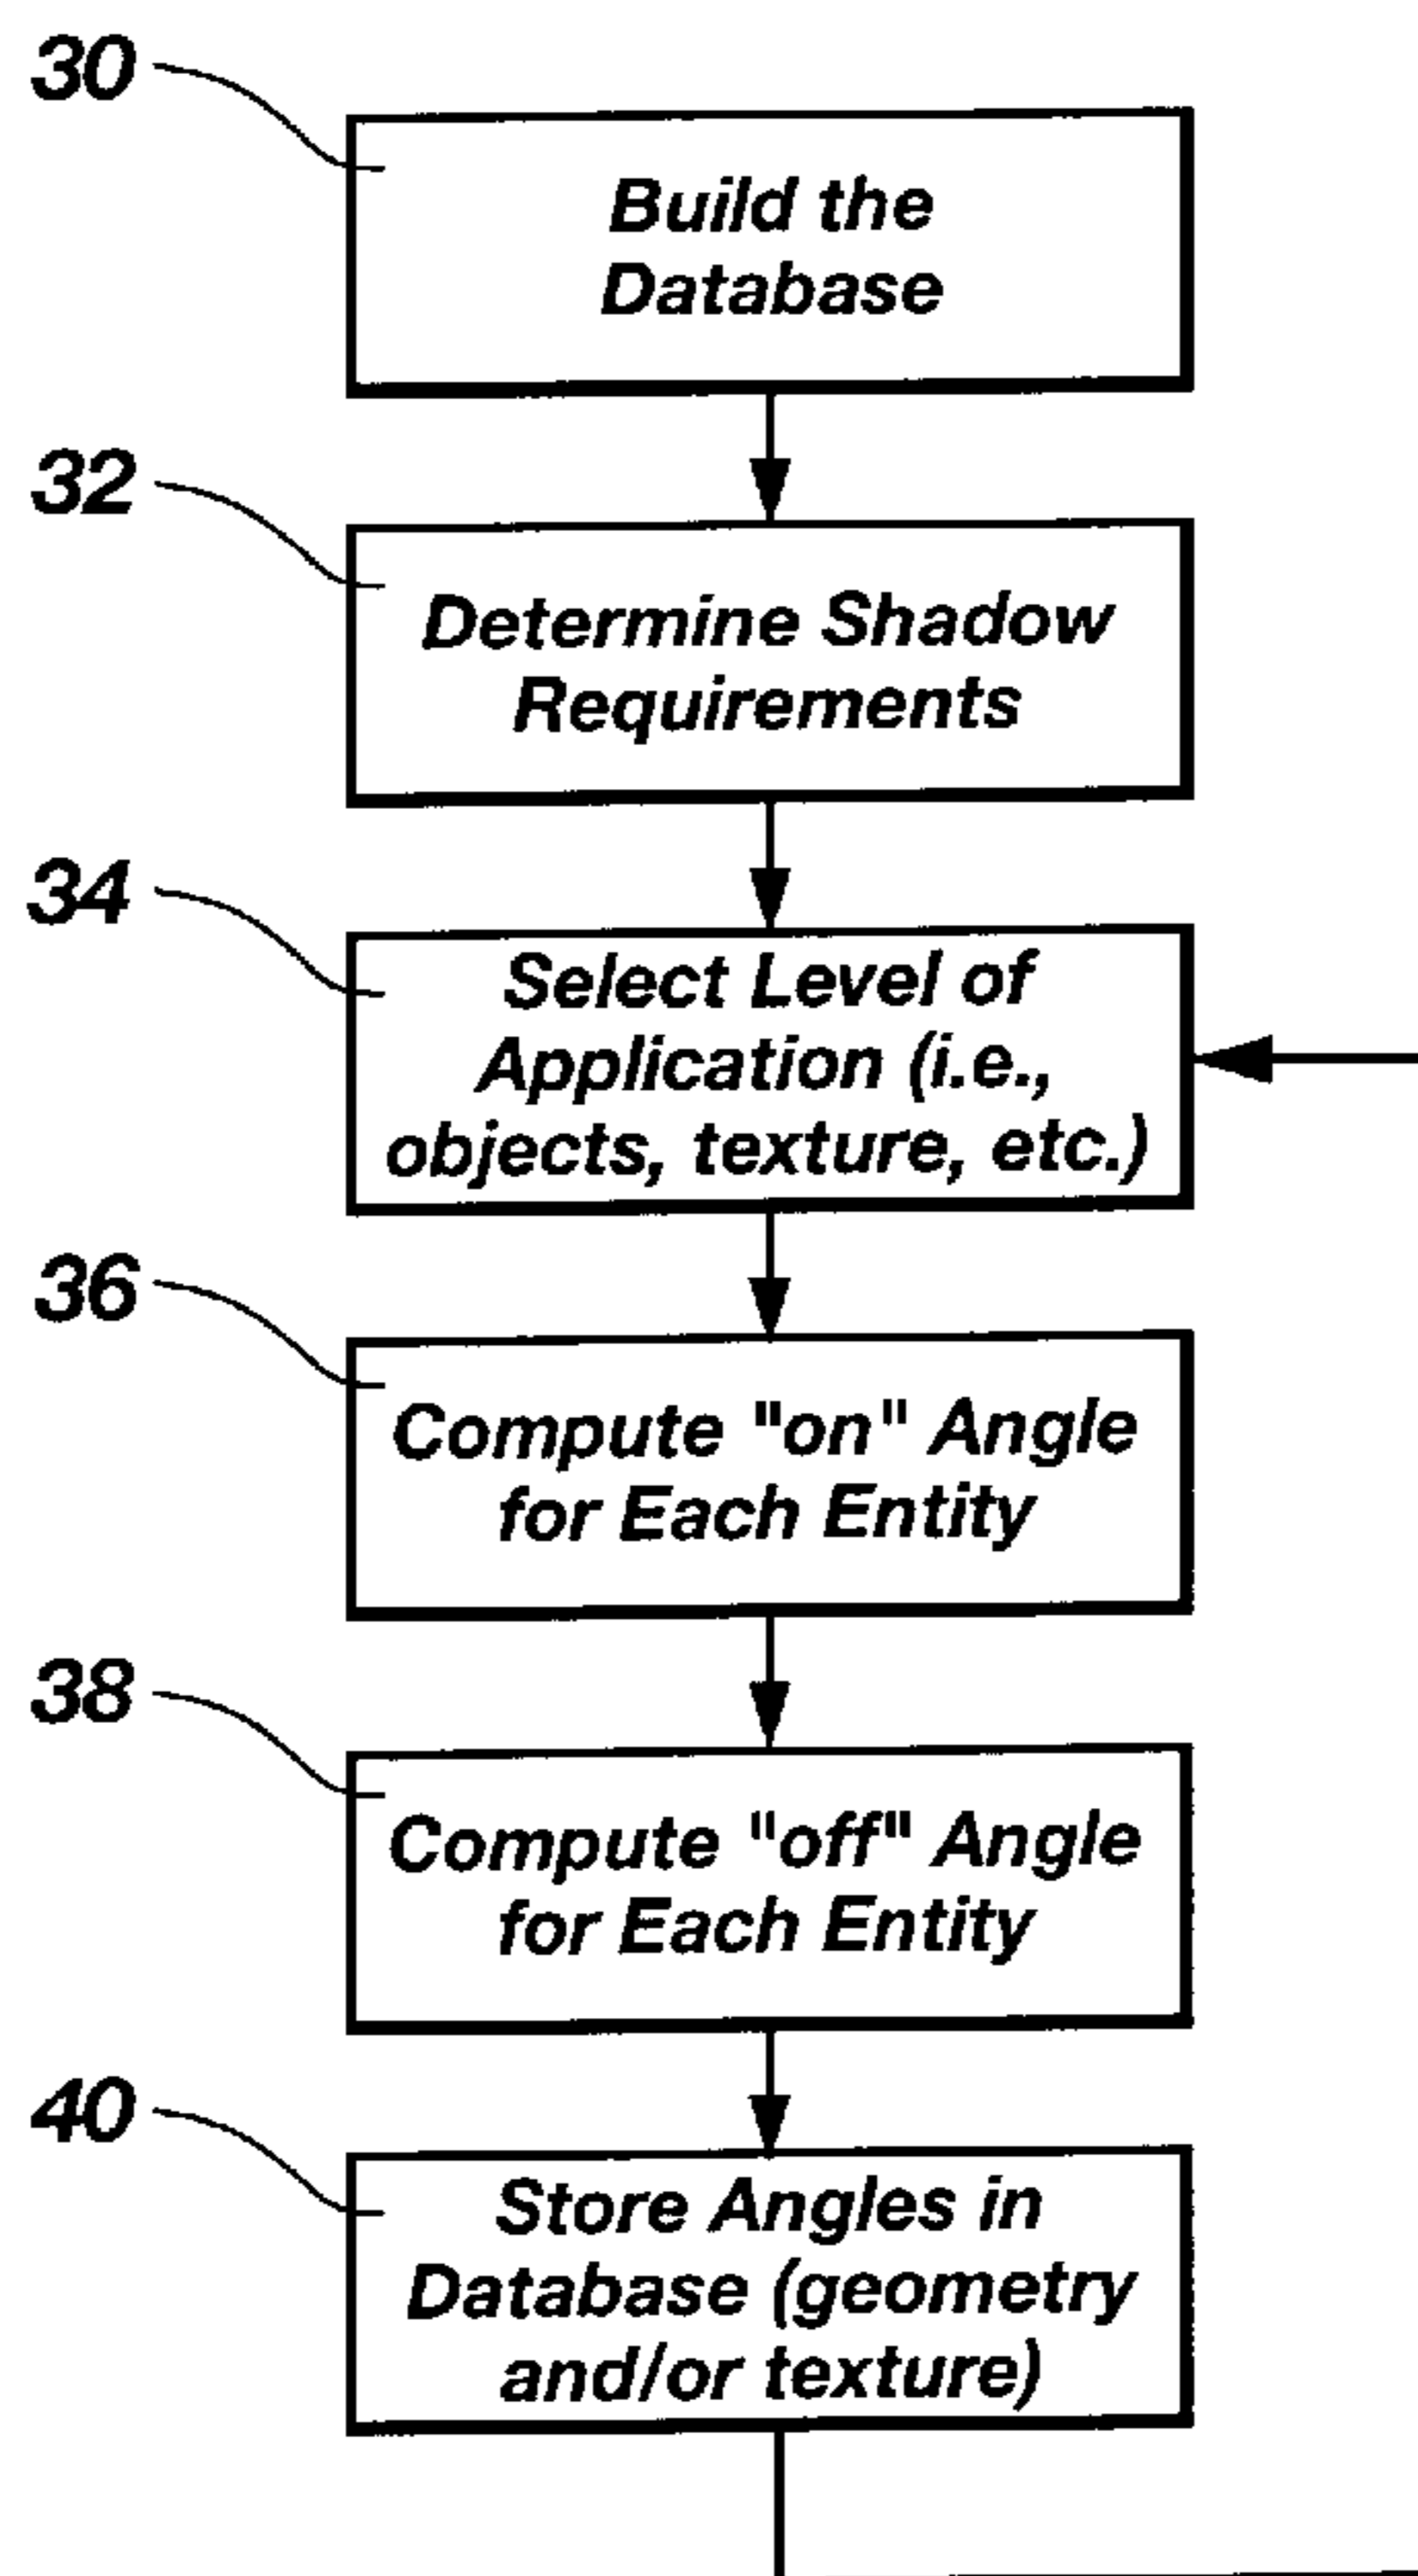 30
Build the
Database
32
Determine Shadow
Requirements
34
Select Level of
Application (i.e.,
objects, texture, etc.)
36
Compute "on" Angle
for Each Entity
38
Compute "off" Angle
for Each Entity
40
Store Angles in
Database (geometry
and/or texture)